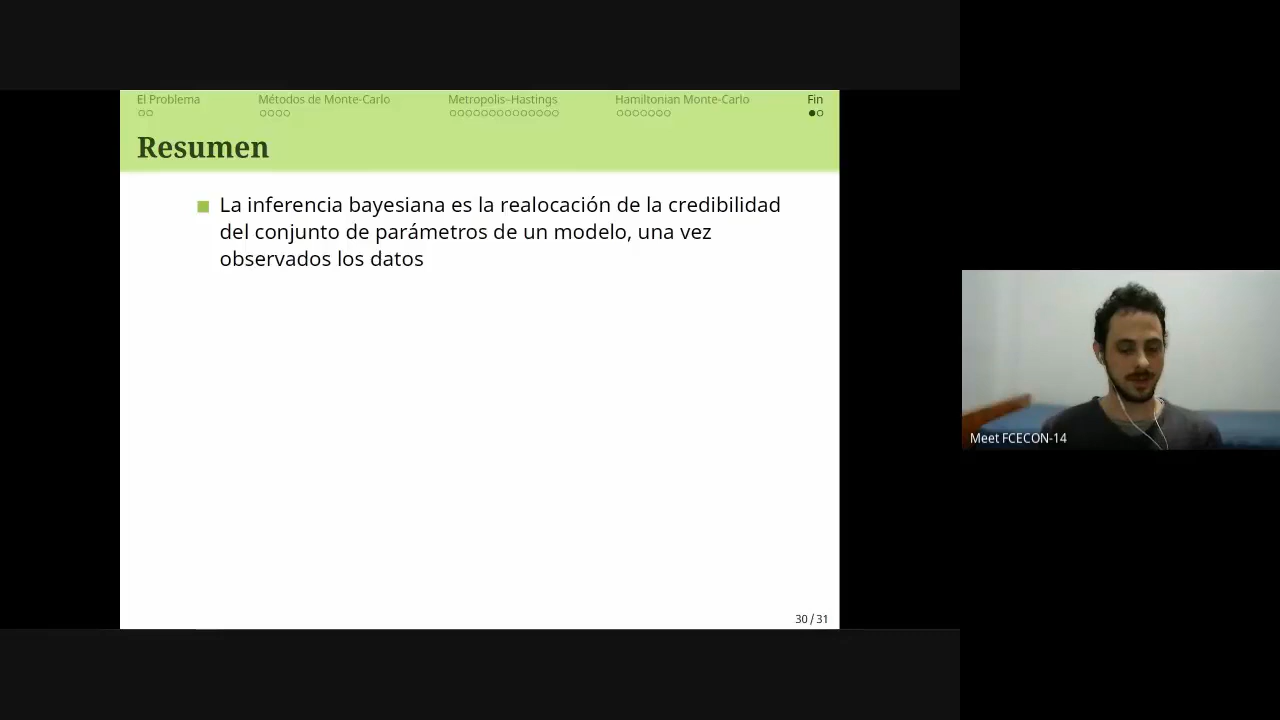 El Problema
Métodos de Monte-Carlo
Metropolis–Hastings
Hamiltonian Monte-Carlo
Fin
Resumen
La inferencia bayesiana es la realocación de la credibilidad
del conjunto de parámetros de un modelo, una vez
observados los datos
30 / 31
Meet FCECON-14